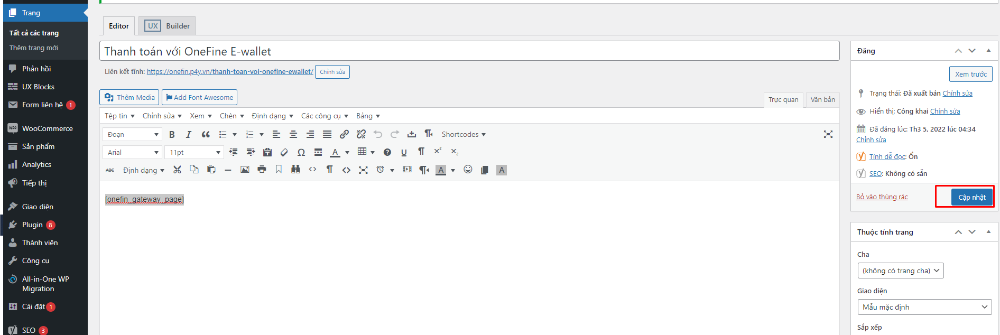 Trang
Tất cả các trang
Thêm trang mới
Phản hồi
UX Blocks
Form liên hệ 1
WooCommerce
Sản phẩm
Analytics
Tiếp thị
Giao diện
Plugin 8
Thành viên
Công cụ
All-in-One WP
Migration
Cài đặt 1
SEO 3
Editor
UX Builder
Thanh toán với OneFine E-wallet
Liên kết tĩnh: https://onefin.p4y.vn/thanh-toan-voi-onefine-ewallet/ Chỉnh sửa
Thêm Media Add Font Awesome
Trực quan Văn bản
Tệp tin Chỉnh sửa Xem Chèn Định dạng Các công cụ Bảng
Đoạn B I Shortcodes
Arial 11pt A U
ABC Định dạng A A
[onefin_gateway_page]
Đăng
Xem trước
Trạng thái: Đã xuất bản Chỉnh sửa
Hiển thị: Công khai Chỉnh sửa
Đã đăng lúc: Th3 5, 2022 lúc 04:34
Chỉnh sửa
Tính dễ đọc: Ổn
SEO: Không có sẵn
Bỏ vào thùng rác Cập nhật
Thuộc tính trang
Cha
(không có trang cha)
Giao diện
Mẫu mặc định
Sắp xếp